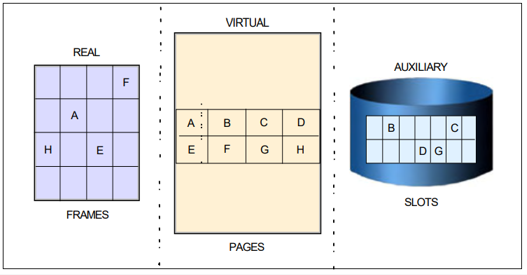 REAL
F
A
H E
FRAMES
VIRTUAL
A B C D
E F G H
PAGES
AUXILIARY
B C
D G
SLOTS